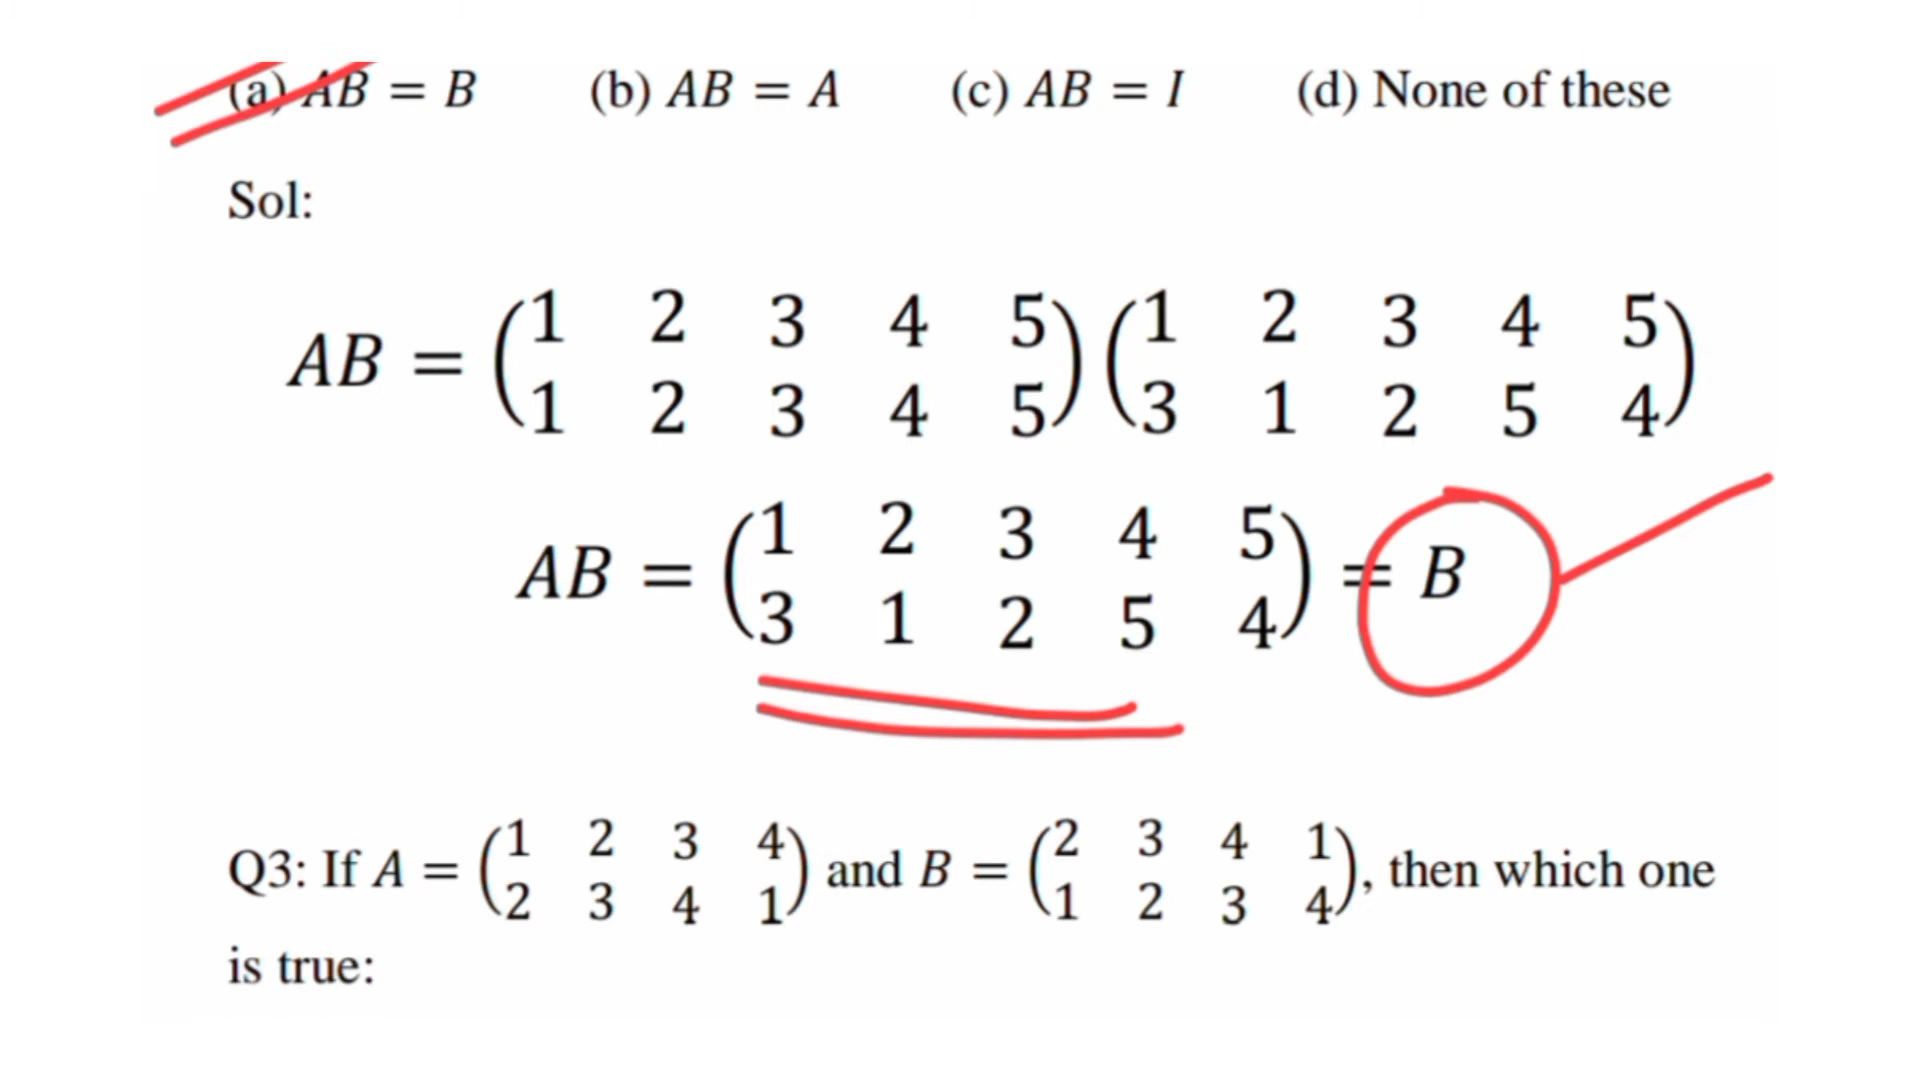 (a) AB = B (b) AB = A (c) AB = I (d) None of these
Sol:
AB = (1 2 3 4 5) (1 2 3 4 5)
(1 2 3 4 5) (3 1 2 5 4)
AB = (1 2 3 4 5) = B
(3 1 2 5 4)
Q3: If A = (1 2 3 4) and B = (2 3 4 1), then which one
(2 3 4 1) (1 2 3 4)
is true: